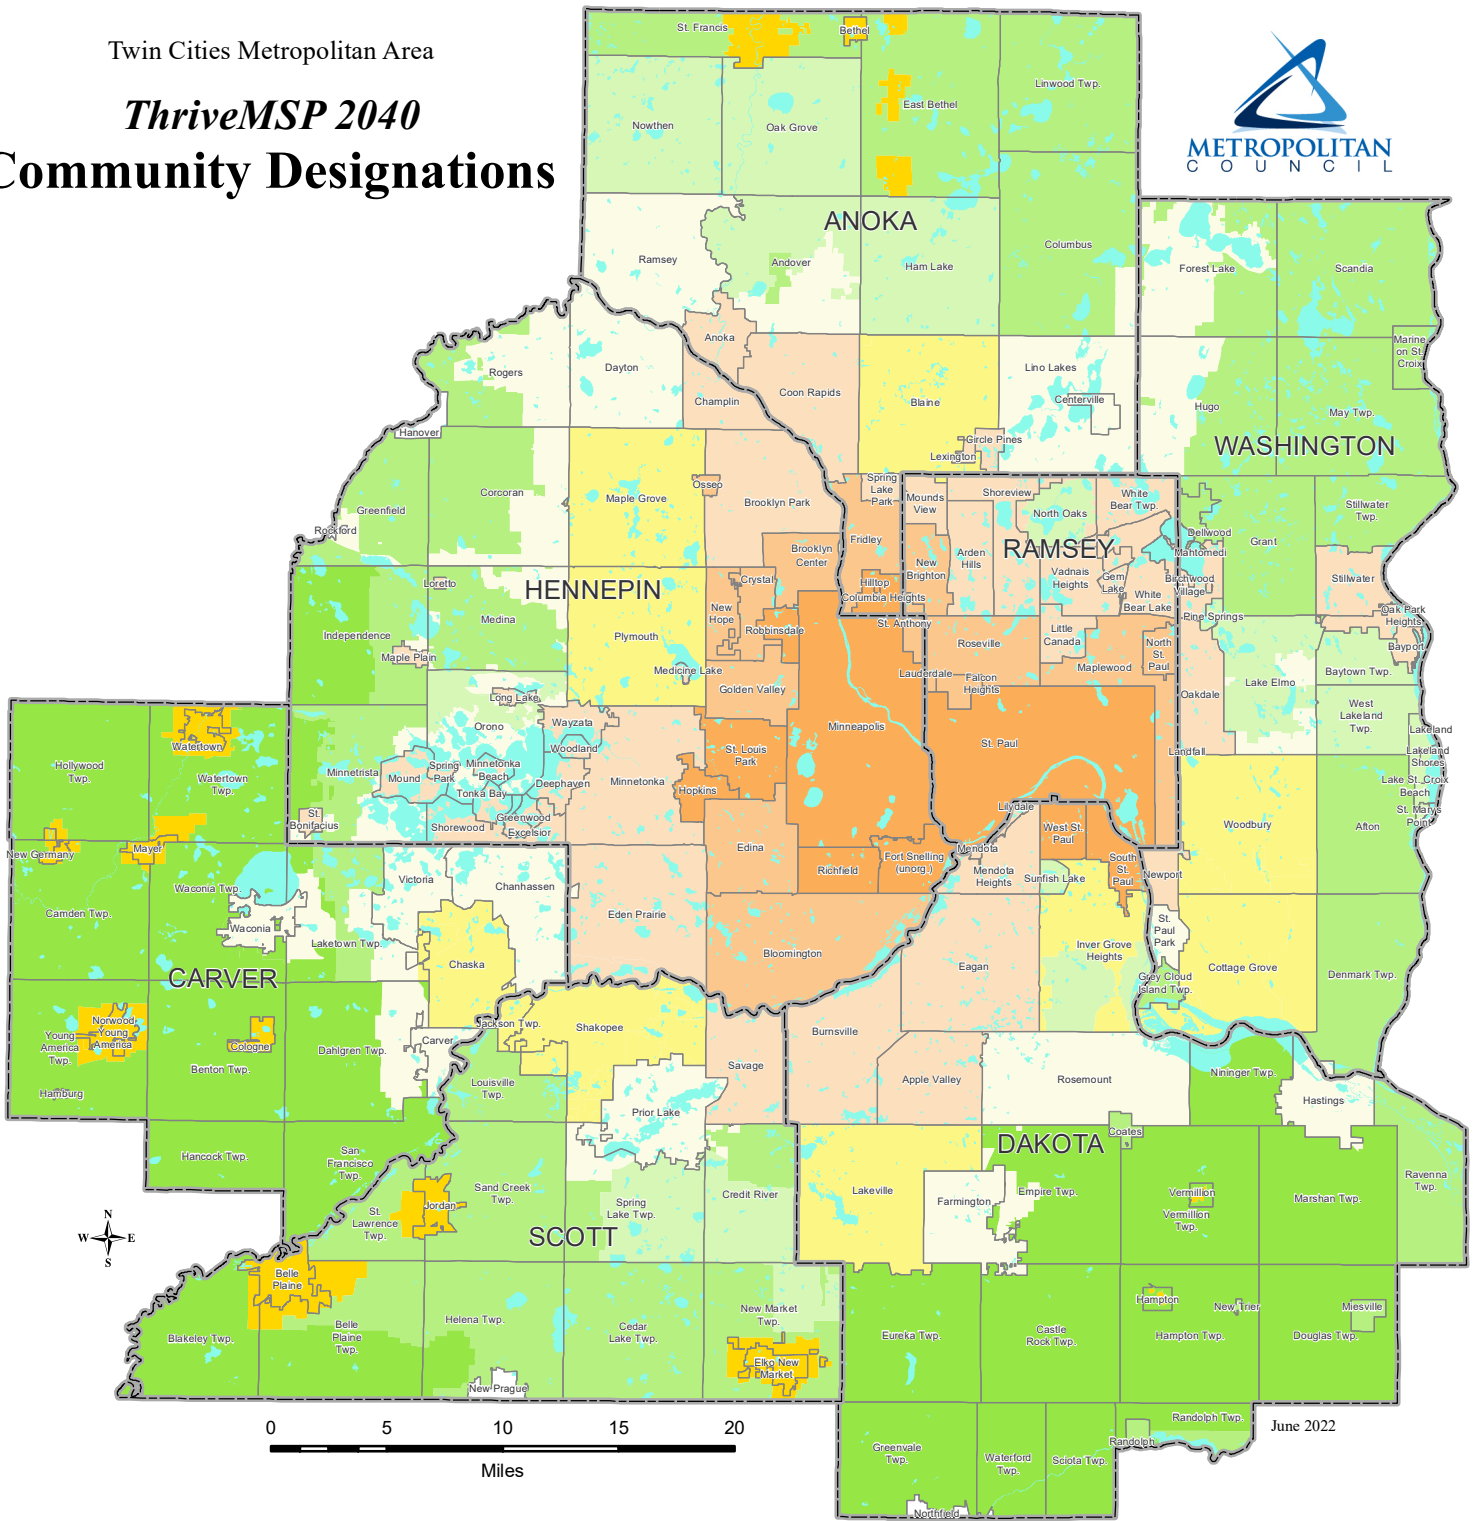 Twin Cities Metropolitan Area
ThriveMSP 2040
Community Designations
METROPOLITAN
COUNCIL
St. Francis
Bethel
Linwood Twp.
East Bethel
Nowthen
Oak Grove
ANOKA
Ramsey
Andover
Ham Lake
Columbus
Forest Lake
Scandia
Anoka
Marine
on St.
Croix
Rogers
Dayton
Lino Lakes
Champlin
Coon Rapids
Blaine
Centerville
Hugo
May Twp.
Hanover
Circle Pines
Lexington
WASHINGTON
Corcoran
Maple Grove
Osseo
Brooklyn Park
Spring
Lake
Park
Mounds
View
Shoreview
White
Bear Twp.
Greenfield
North Oaks
Stillwater
Twp.
Rockford
Fridley
Dellwood
Grant
Brooklyn
Center
RAMSEY
Mahtomedi
Arden
Hills
New
Brighton
Vadnais
Heights
Gem
Lake
Birchwood
Village
Stillwater
Loretto
HENNEPIN
Crystal
Hilltop
Columbia Heights
White
Bear Lake
Medina
New
Hope
Oak Park
Heights
Independence
Plymouth
Robbinsdale
St. Anthony
Pine Springs
Roseville
Little
Canada
North
St.
Paul
Bayport
Maple Plain
Medicine Lake
Lauderdale
Falcon
Heights
Maplewood
Baytown Twp.
Golden Valley
Lake Elmo
Long Lake
Oakdale
West
Lakeland
Twp.
Orono
Wayzata
Minneapolis
Lakeland
Watertown
Woodland
St. Louis
Park
St. Paul
Landfall
Lakeland
Shores
Hollywood
Twp.
Watertown
Twp.
Minnetrista
Mound
Spring
Park
Minnetonka
Beach
Deephaven
Minnetonka
Hopkins
Lake St. Croix
Beach
Tonka Bay
Lilydale
St. Marys
Point
St.
Bonifacius
Shorewood
Greenwood
Excelsior
West St.
Paul
Woodbury
Afton
New Germany
Mayer
Edina
Mendota
Richfield
Fort Snelling
(unorg.)
Mendota
Heights
Sunfish Lake
South
St.
Paul
Newport
Waconia Twp.
Victoria
Chanhassen
Camden Twp.
Waconia
Laketown Twp.
Eden Prairie
Bloomington
St.
Paul
Park
CARVER
Chaska
Eagan
Inver Grove
Heights
Grey Cloud
Island Twp.
Cottage Grove
Denmark Twp.
Norwood
Young
America
Young
America
Twp.
Cologne
Benton Twp.
Dahlgren Twp.
Carver
Jackson Twp.
Shakopee
Burnsville
Savage
Hamburg
Louisville
Twp.
Apple Valley
Rosemount
Nininger Twp.
Hastings
Prior Lake
Coates
DAKOTA
Hancock Twp.
San
Francisco
Twp.
Sand Creek
Twp.
Spring
Lake Twp.
Credit River
Lakeville
Farmington
Empire Twp.
Vermillion
Vermillion
Twp.
Marshan Twp.
Ravenna
Twp.
St.
Lawrence
Twp.
Jordan
SCOTT
N
W E
S
Belle
Plaine
Blakeley Twp.
Belle
Plaine
Twp.
Helena Twp.
Cedar
Lake Twp.
New Market
Twp.
Elko New
Market
New Prague
Eureka Twp.
Castle
Rock Twp.
Hampton
Hampton Twp.
New Trier
Miesville
Douglas Twp.
0 5 10 15 20
Miles
Greenvale
Twp.
Waterford
Twp.
Sciota Twp.
Randolph
Randolph Twp.
June 2022
Northfield